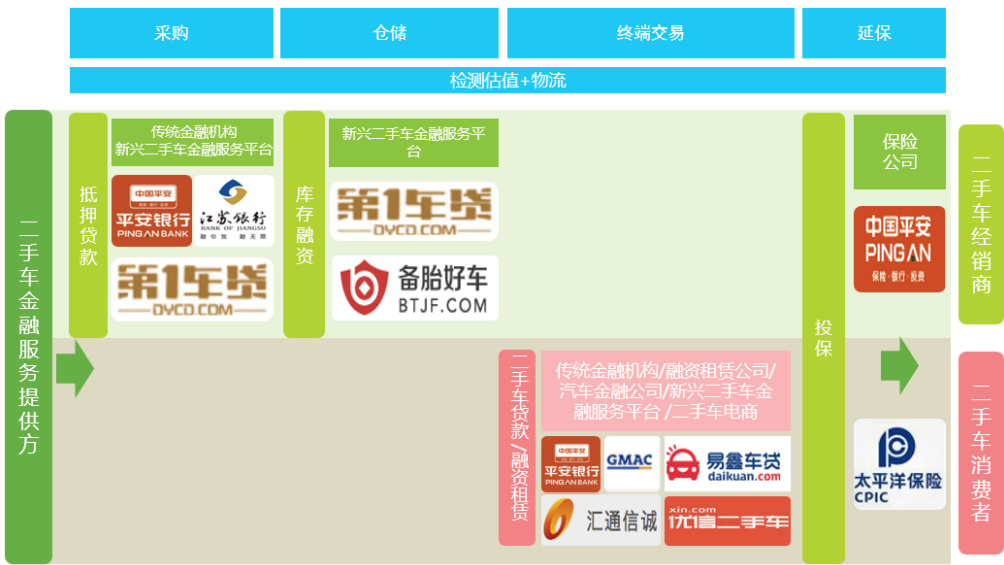 采购
仓储
终端交易
延保
检测估值+物流
二手车金融服务提供方
抵押贷款
传统金融机构
新兴二手车金融服务平台
中国平安
平安银行
PING AN BANK
江苏银行
BANK OF JIANGSU
融创美 融无限
第1车贷
DYCD.COM
库存融资
新兴二手车金融服务平
台
第1车贷
DYCD.COM
备胎好车
BTJF.COM
二手车贷款/融资租赁
传统金融机构/融资租赁公司/
汽车金融公司/新兴二手车金
融服务平台 /二手车电商
中国平安
平安银行
PING AN BANK
GMAC
易鑫车贷
daikuan.com
汇通信诚
xin.com
优信二手车
投保
保险
公司
中国平安
PING AN
保险·银行·投资
太平洋保险
CPIC
二手车经销商
二手车消费者